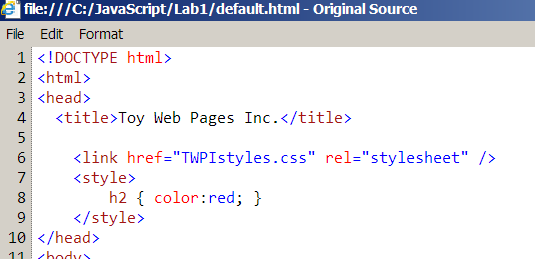 file:///C:/JavaScript/Lab1/default.html - Original Source
File Edit Format
1 <!DOCTYPE html>
2 <html>
3 <head>
4 <title>Toy Web Pages Inc.</title>
5
6 <link href="TWPIstyles.css" rel="stylesheet" />
7 <style>
8 h2 { color:red; }
9 </style>
10 </head>
11 <body>